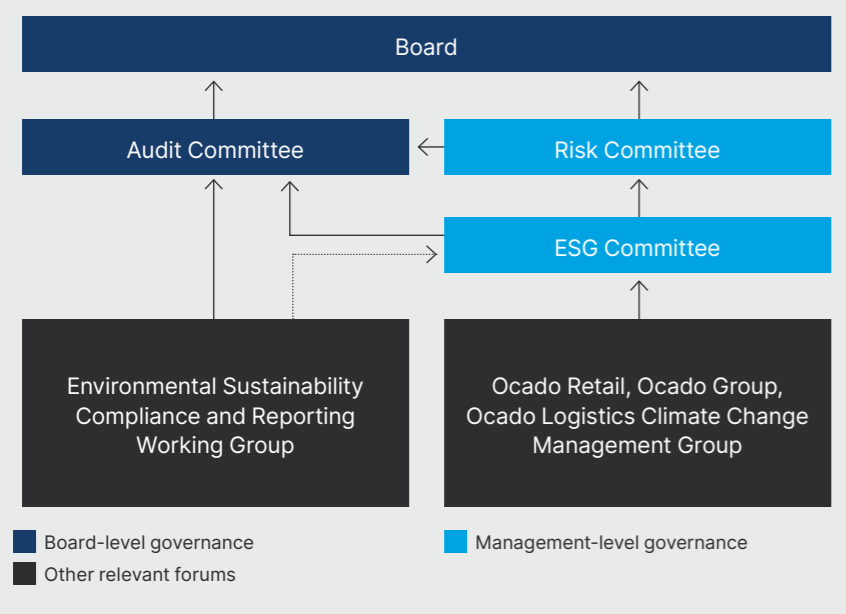 Board
Audit Committee
Risk Committee
ESG Committee
Environmental Sustainability
Compliance and Reporting
Working Group
Ocado Retail, Ocado Group,
Ocado Logistics Climate Change
Management Group
Board-level governance
Management-level governance
Other relevant forums